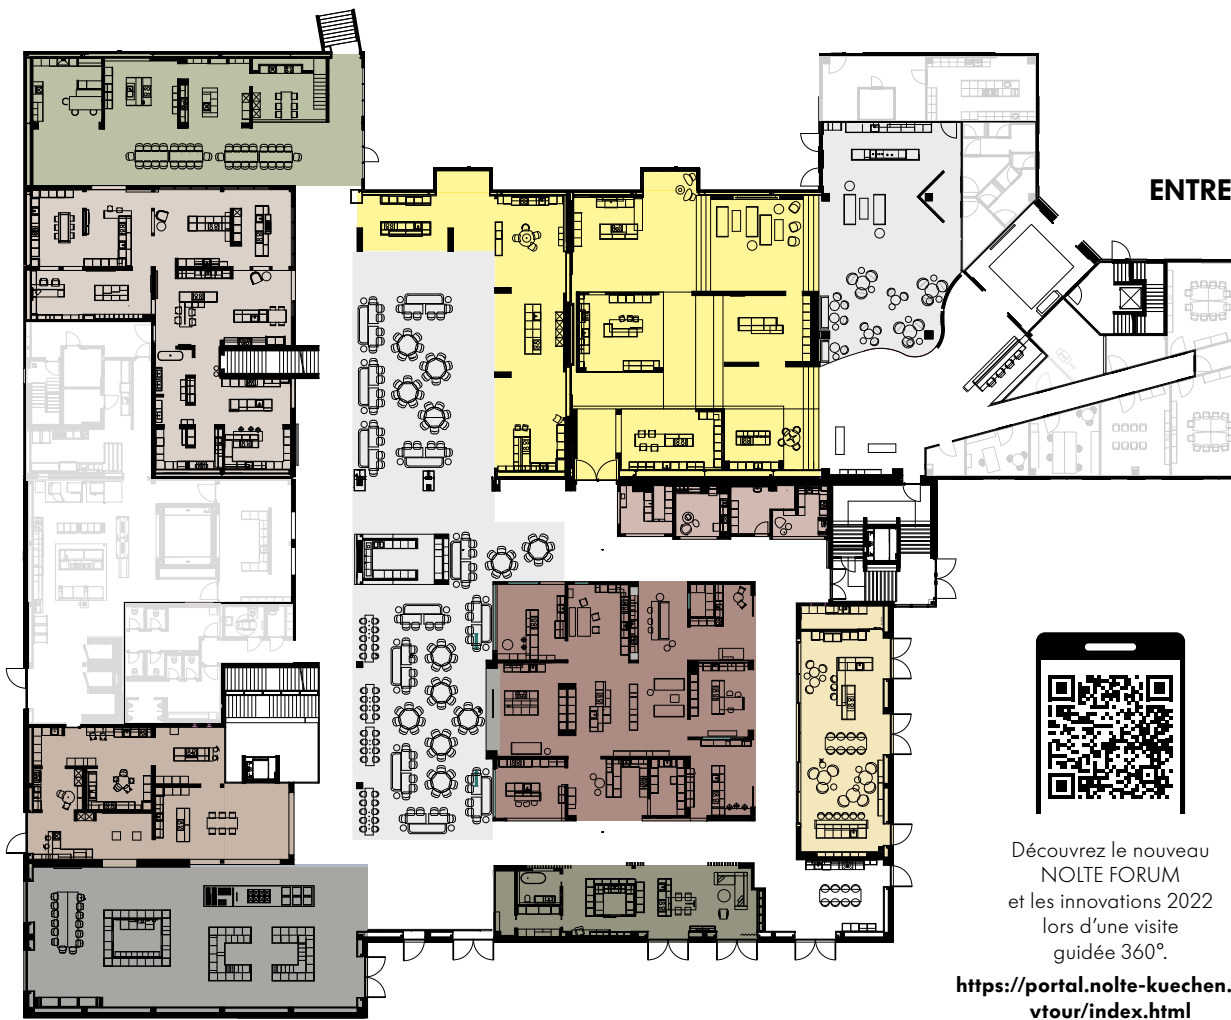 ENTRE
Découvrez le nouveau
NOLTE FORUM
et les innovations 2022
lors d'une visite
guidée 360°.
https://portal.nolte-kuechen.
vtour/index.html